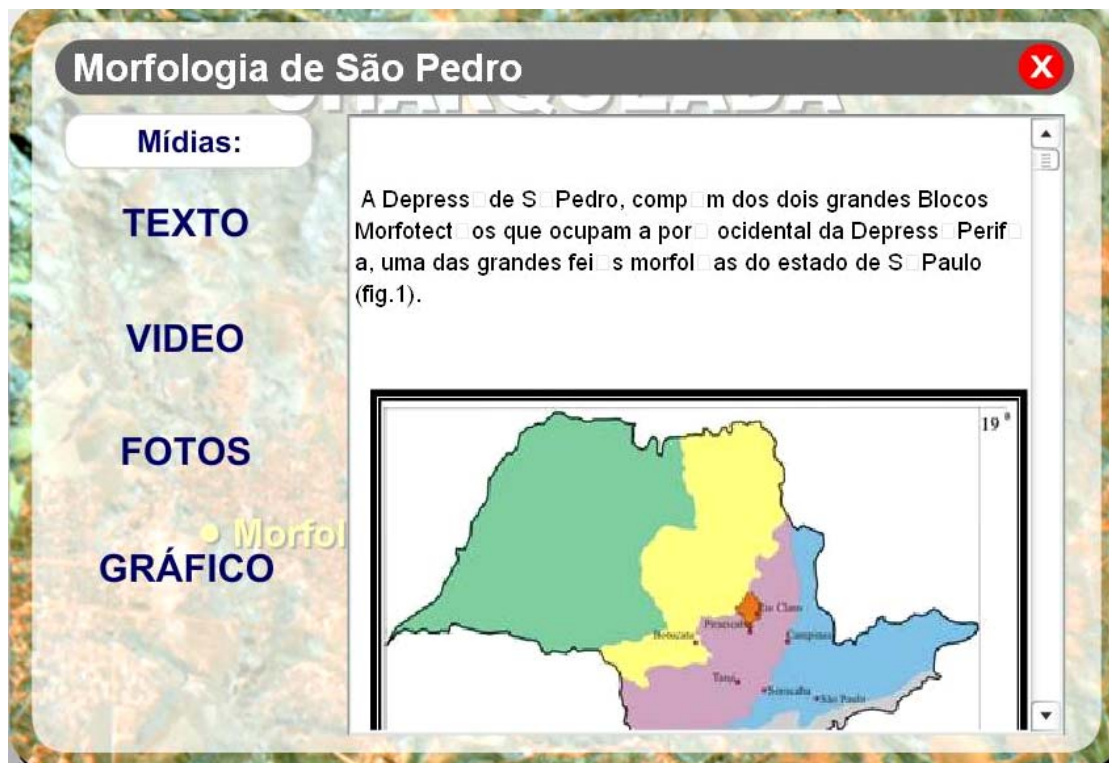 Morfologia de São Pedro
X
CHARQUEADA
Mídias:
TEXTO
VIDEO
FOTOS
• Morfol
GRÁFICO
A Depress□ de S□ Pedro, comp□m dos dois grandes Blocos
Morfotect□os que ocupam a por□ ocidental da Depress□ Perif□
a, uma das grandes fei□s morfol□as do estado de S□ Paulo
(fig.1).
19 °
Rio Claro
Piracicaba
Botucatu
Campinas
Tatuí
Sorocaba
São Paulo